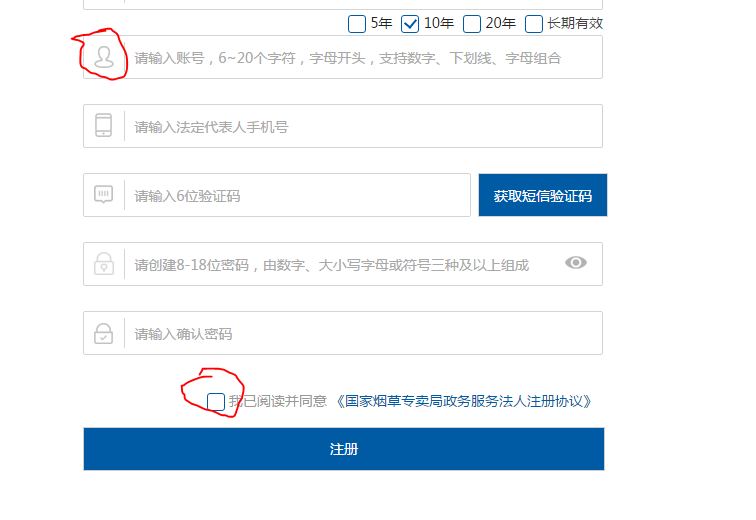 5年 10年 20年 长期有效
请输入账号，6~20个字符，字母开头，支持数字、下划线、字母组合
请输入法定代表人手机号
请输入6位验证码 获取短信验证码
请创建8-18位密码，由数字、大小写字母或符号三种及以上组成
请输入确认密码
我已阅读并同意 《国家烟草专卖局政务服务法人注册协议》
注册